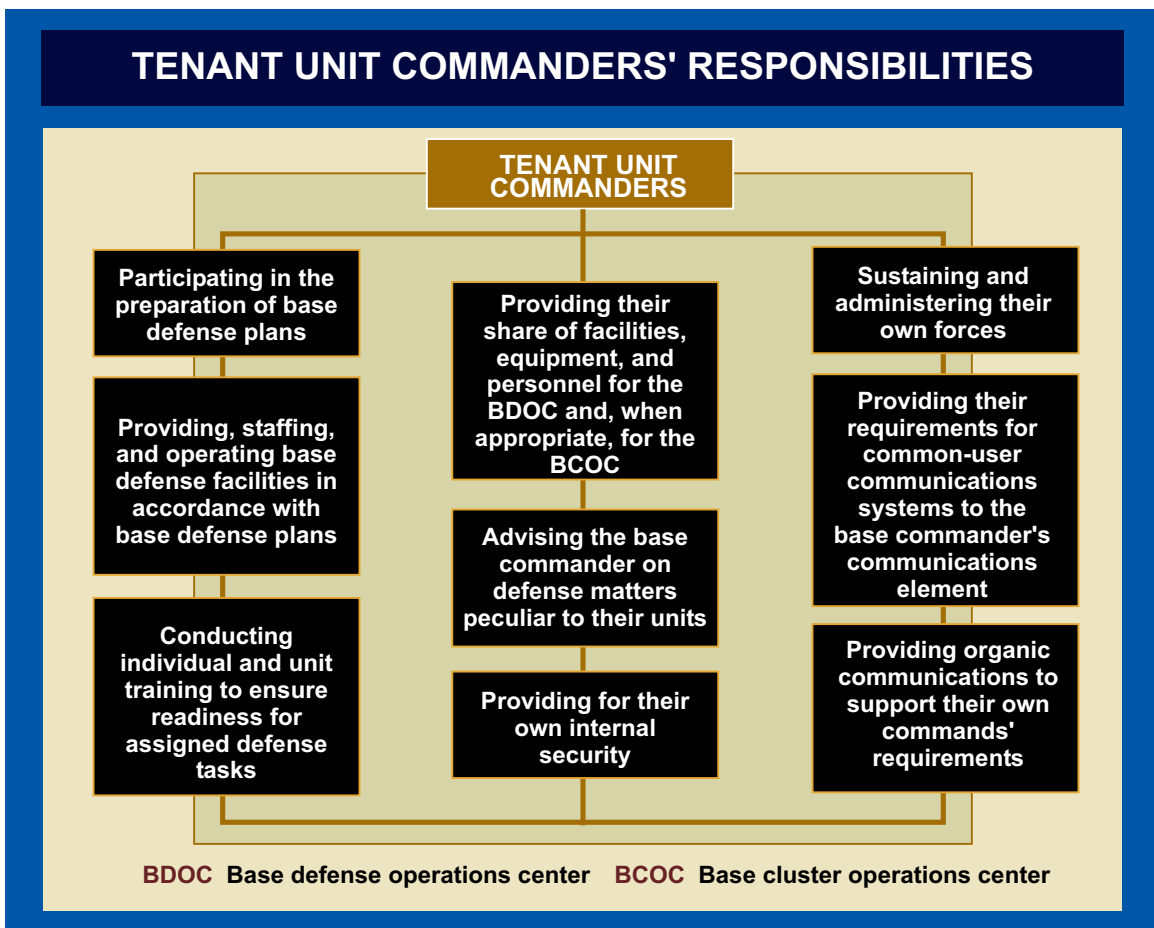 TENANT UNIT COMMANDERS' RESPONSIBILITIES
TENANT UNIT
COMMANDERS
Participating in the
preparation of base
defense plans
Providing, staffing,
and operating base
defense facilities in
accordance with
base defense plans
Conducting
individual and unit
training to ensure
readiness for
assigned defense
tasks
Providing their
share of facilities,
equipment, and
personnel for the
BDOC and, when
appropriate, for the
BCOC
Advising the base
commander on
defense matters
peculiar to their units
Providing for their
own internal
security
Sustaining and
administering their
own forces
Providing their
requirements for
common-user
communications
systems to the
base commander's
communications
element
Providing organic
communications to
support their own
commands'
requirements
BDOC Base defense operations center BCOC Base cluster operations center